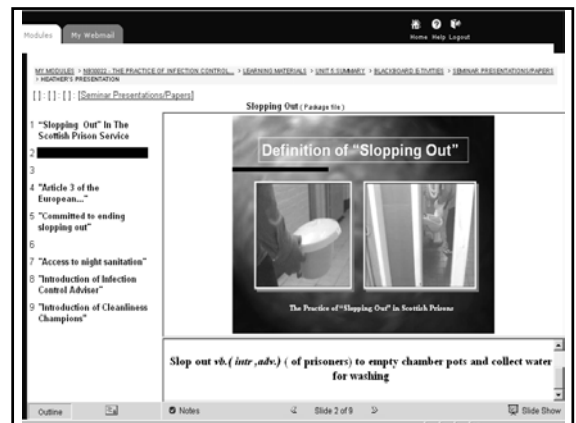 Modules
My Webmail
Home Help Logout
MY MODULES > NB30022 - THE PRACTICE OF INFECTION CONTROL... > LEARNING MATERIALS > UNIT 5 SUMMARY > BLACKBOARD E-TIVITIES > SEMINAR PRESENTATIONS/PAPERS
> HEATHER'S PRESENTATION
[ ] : [ ] : [ ] : [Seminar Presentations/Papers]
Slopping Out ( Package file )
1 "Slopping Out" In The
Scottish Prison Service
2
3
4 "Article 3 of the
European..."
5 "Committed to ending
slopping out"
6
7 "Access to night sanitation"
8 "Introduction of Infection
Control Adviser"
9 "Introduction of Cleanliness
Champions"
Definition of "Slopping Out"
The Practice of "Slopping Out" in Scottish Prisons
Slop out vb.( intr ,adv.) ( of prisoners) to empty chamber pots and collect water
for washing
Outline
Notes
Slide 2 of 9
Slide Show